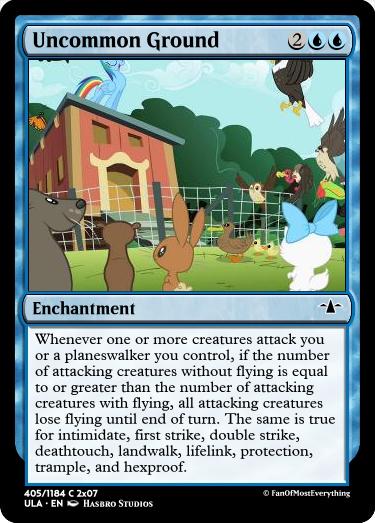 Uncommon Ground 2
Enchantment
Whenever one or more creatures attack you
or a planeswalker you control, if the number
of attacking creatures without flying is equal
to or greater than the number of attacking
creatures with flying, all attacking creatures
lose flying until end of turn. The same is true
for intimidate, first strike, double strike,
deathtouch, landwalk, lifelink, protection,
trample, and hexproof.
405/1184 C 2x07
ULA • EN Hasbro Studios
© FanOfMostEverything